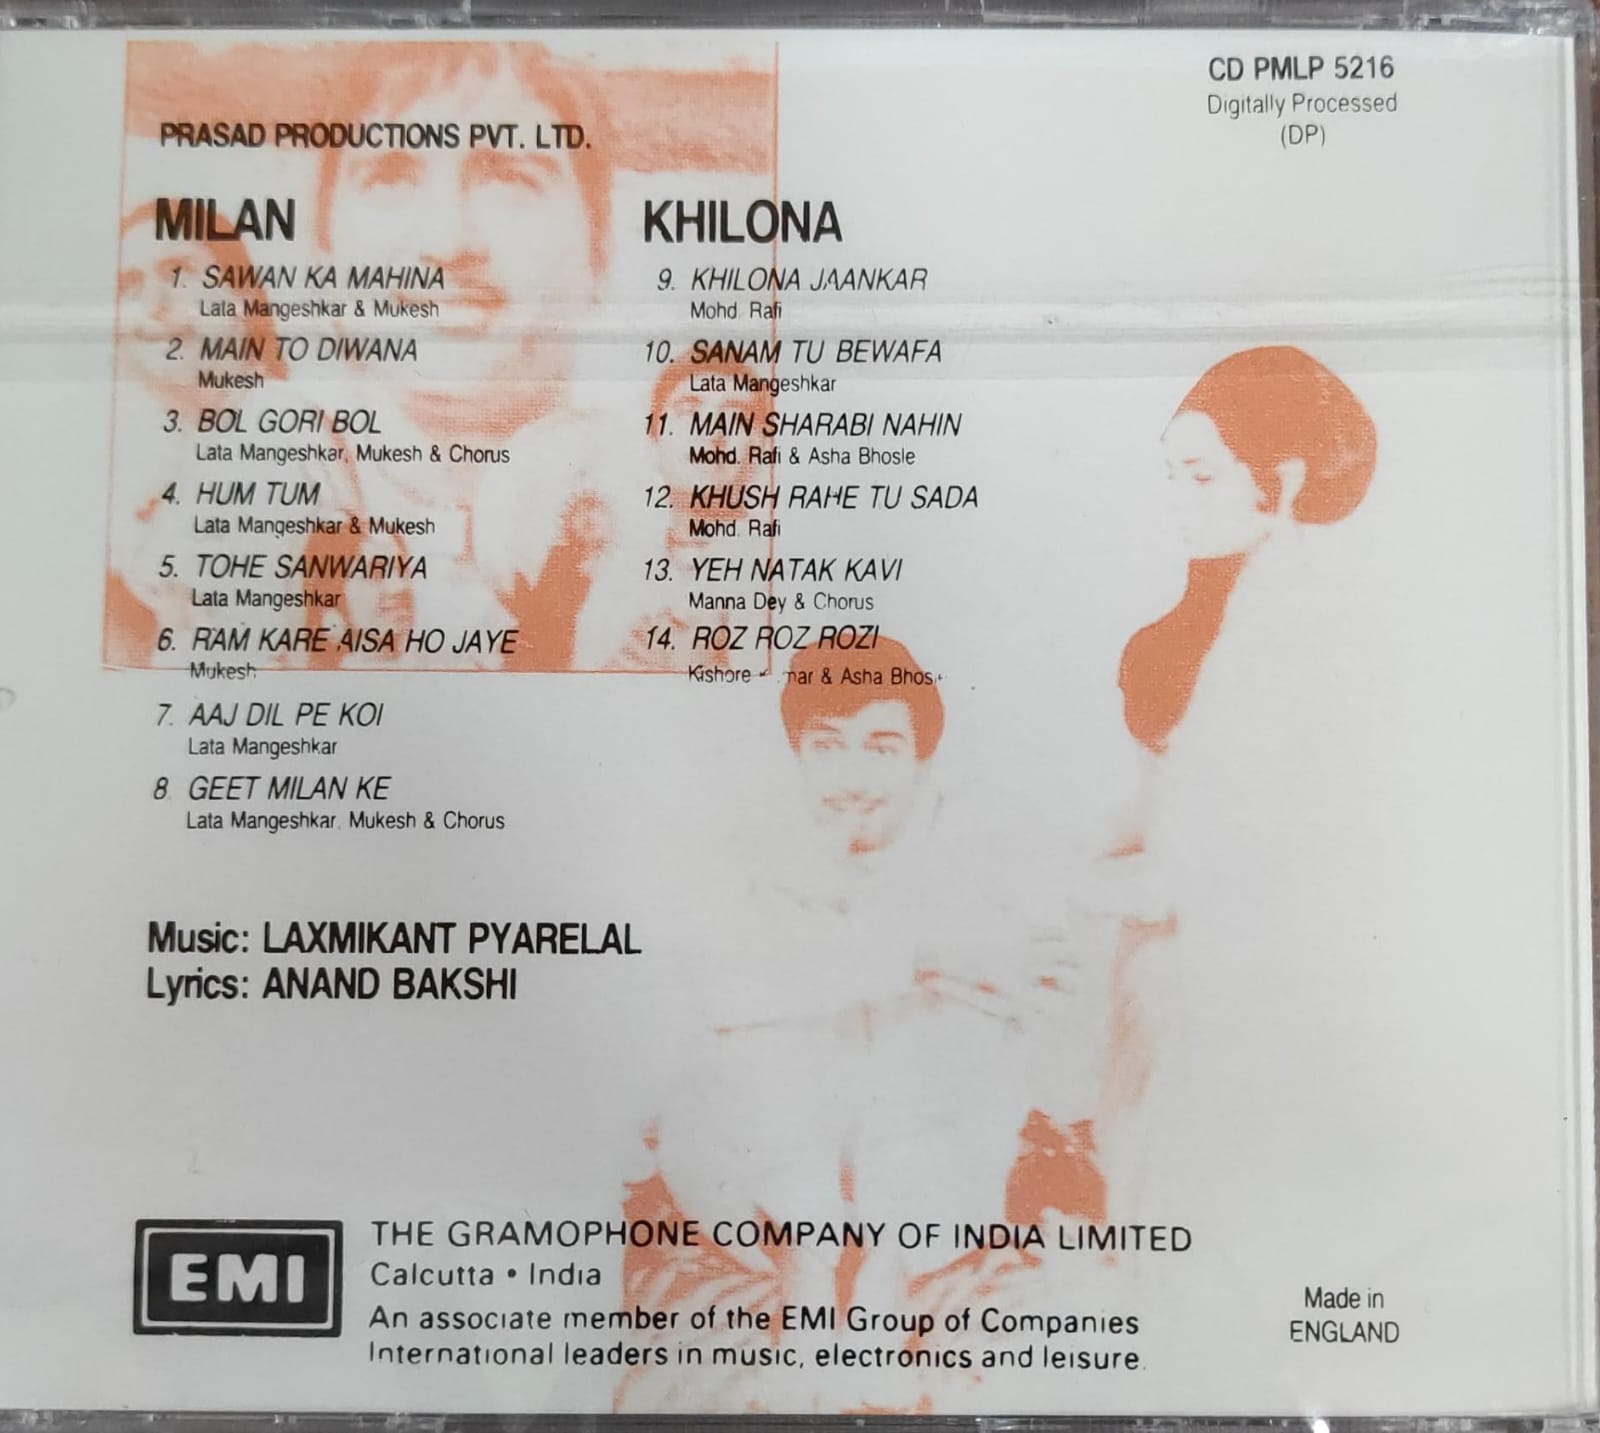 CD PMLP 5216
Digitally Processed
(DP)
PRASAD PRODUCTIONS PVT. LTD.
MILAN
1. SAWAN KA MAHINA
Lata Mangeshkar & Mukesh
2. MAIN TO DIWANA
Mukesh
3. BOL GORI BOL
Lata Mangeshkar, Mukesh & Chorus
4. HUM TUM
Lata Mangeshkar & Mukesh
5. TOHE SANWARIYA
Lata Mangeshkar
6. RAM KARE AISA HO JAYE
Mukesh
7. AAJ DIL PE KOI
Lata Mangeshkar
8. GEET MILAN KE
Lata Mangeshkar, Mukesh & Chorus
KHILONA
9. KHILONA JAANKAR
Mohd. Rafi
10. SANAM TU BEWAFA
Lata Mangeshkar
11. MAIN SHARABI NAHIN
Mohd. Rafi & Asha Bhosle
12. KHUSH RAHE TU SADA
Mohd. Rafi
13. YEH NATAK KAVI
Manna Dey & Chorus
14. ROZ ROZ ROZI
Kishore & Asha
Music: LAXMIKANT PYARELAL
Lyrics: ANAND BAKSHI
EMI
THE GRAMOPHONE COMPANY OF INDIA LIMITED
Calcutta • India
An associate member of the EMI Group of Companies
International leaders in music, electronics and leisure.
Made in
ENGLAND